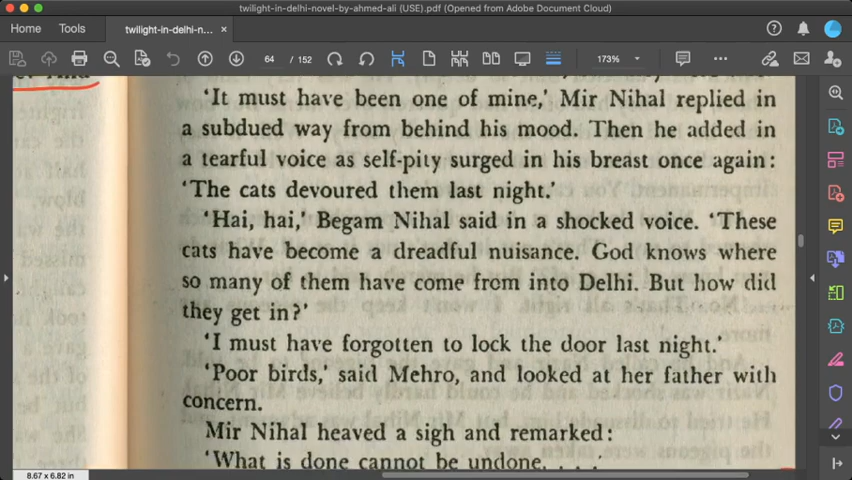 twilight-in-delhi-novel-by-ahmed-ali (USE).pdf (Opened from Adobe Document Cloud)
Home Tools twilight-in-delhi-n... ×
64 / 152 173%
'It must have been one of mine,' Mir Nihal replied in
a subdued way from behind his mood. Then he added in
a tearful voice as self-pity surged in his breast once again:
'The cats devoured them last night.'
'Hai, hai,' Begam Nihal said in a shocked voice. 'These
cats have become a dreadful nuisance. God knows where
so many of them have come from into Delhi. But how did
they get in?'
'I must have forgotten to lock the door last night.'
'Poor birds,' said Mehro, and looked at her father with
concern.
Mir Nihal heaved a sigh and remarked:
'What is done cannot be undone. . . .
8.67 x 6.82 in